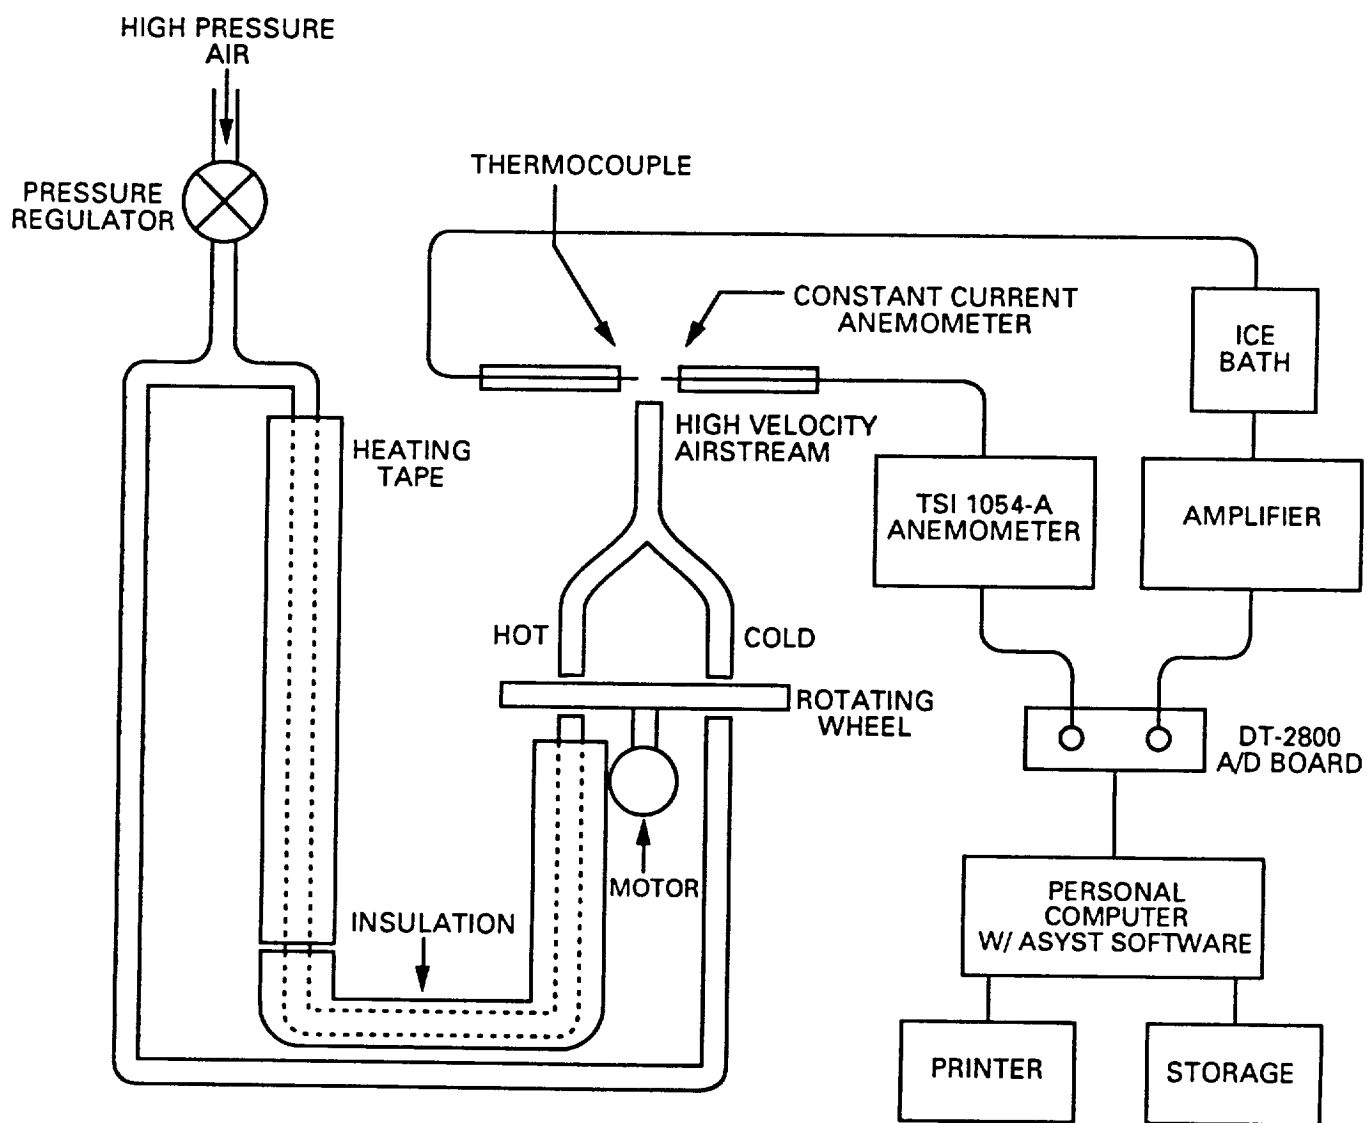 HIGH PRESSURE
AIR
PRESSURE
REGULATOR
THERMOCOUPLE
CONSTANT CURRENT
ANEMOMETER
ICE
BATH
HEATING
TAPE
HIGH VELOCITY
AIRSTREAM
TSI 1054-A
ANEMOMETER
AMPLIFIER
HOT
COLD
ROTATING
WHEEL
DT-2800
A/D BOARD
MOTOR
INSULATION
PERSONAL
COMPUTER
W/ ASYST SOFTWARE
PRINTER
STORAGE